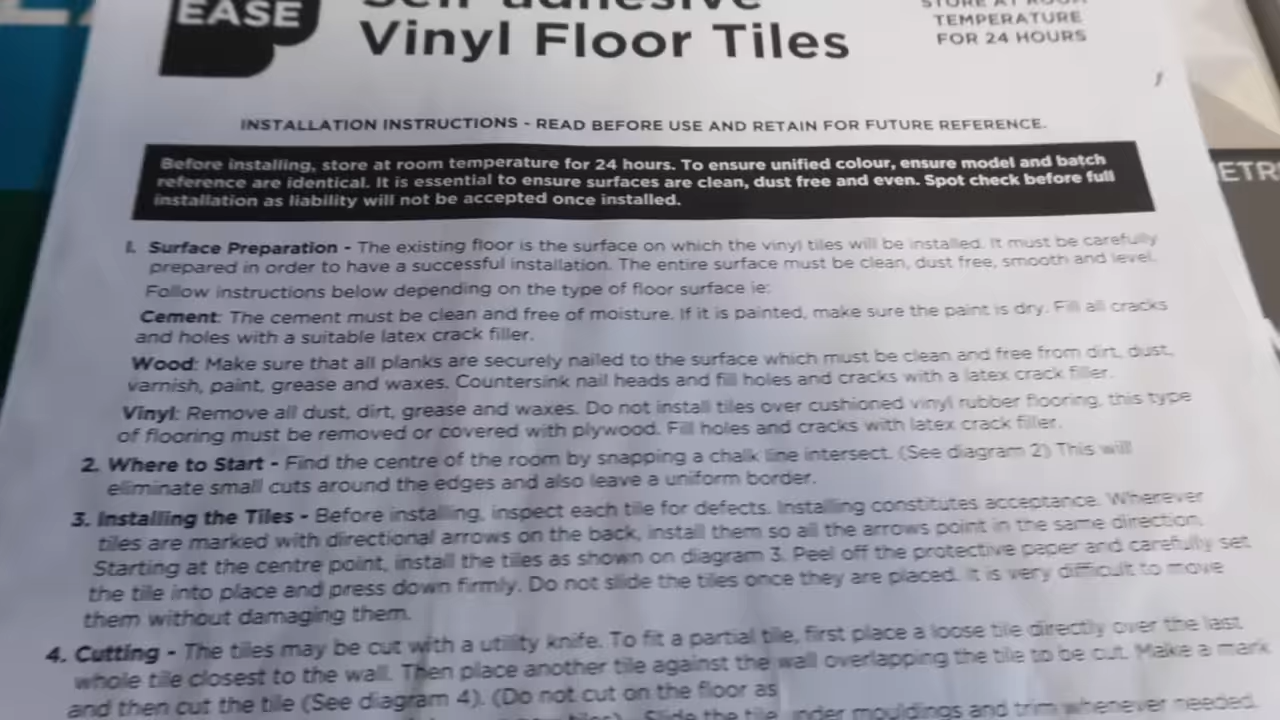 EASE
Self-adhesive
Vinyl Floor Tiles
STORE AT ROOM
TEMPERATURE
FOR 24 HOURS
INSTALLATION INSTRUCTIONS - READ BEFORE USE AND RETAIN FOR FUTURE REFERENCE.
Before installing, store at room temperature for 24 hours. To ensure unified colour, ensure model and batch
reference are identical. It is essential to ensure surfaces are clean, dust free and even. Spot check before full
installation as liability will not be accepted once installed.
1. Surface Preparation - The existing floor is the surface on which the vinyl tiles will be installed. It must be carefully
prepared in order to have a successful installation. The entire surface must be clean, dust free, smooth and level.
Follow instructions below depending on the type of floor surface ie:
Cement: The cement must be clean and free of moisture. If it is painted, make sure the paint is dry. Fill all cracks
and holes with a suitable latex crack filler.
Wood: Make sure that all planks are securely nailed to the surface which must be clean and free from dirt, dust,
varnish, paint, grease and waxes. Countersink nail heads and fill holes and cracks with a latex crack filler.
Vinyl: Remove all dust, dirt, grease and waxes. Do not install tiles over cushioned vinyl rubber flooring, this type
of flooring must be removed or covered with plywood. Fill holes and cracks with latex crack filler.
2. Where to Start - Find the centre of the room by snapping a chalk line intersect. (See diagram 2) This will
eliminate small cuts around the edges and also leave a uniform border.
3. Installing the Tiles - Before installing, inspect each tile for defects. Installing constitutes acceptance. Wherever
tiles are marked with directional arrows on the back, install them so all the arrows point in the same direction.
Starting at the centre point, install the tiles as shown on diagram 3. Peel off the protective paper and carefully set
the tile into place and press down firmly. Do not slide the tiles once they are placed. It is very difficult to move
them without damaging them.
4. Cutting - The tiles may be cut with a utility knife. To fit a partial tile, first place a loose tile directly over the last
whole tile closest to the wall. Then place another tile against the wall overlapping the tile to be cut. Make a mark
and then cut the tile (See diagram 4). (Do not cut on the floor as
tiles). Slide the tile under mouldings and trim whenever needed.
ETR